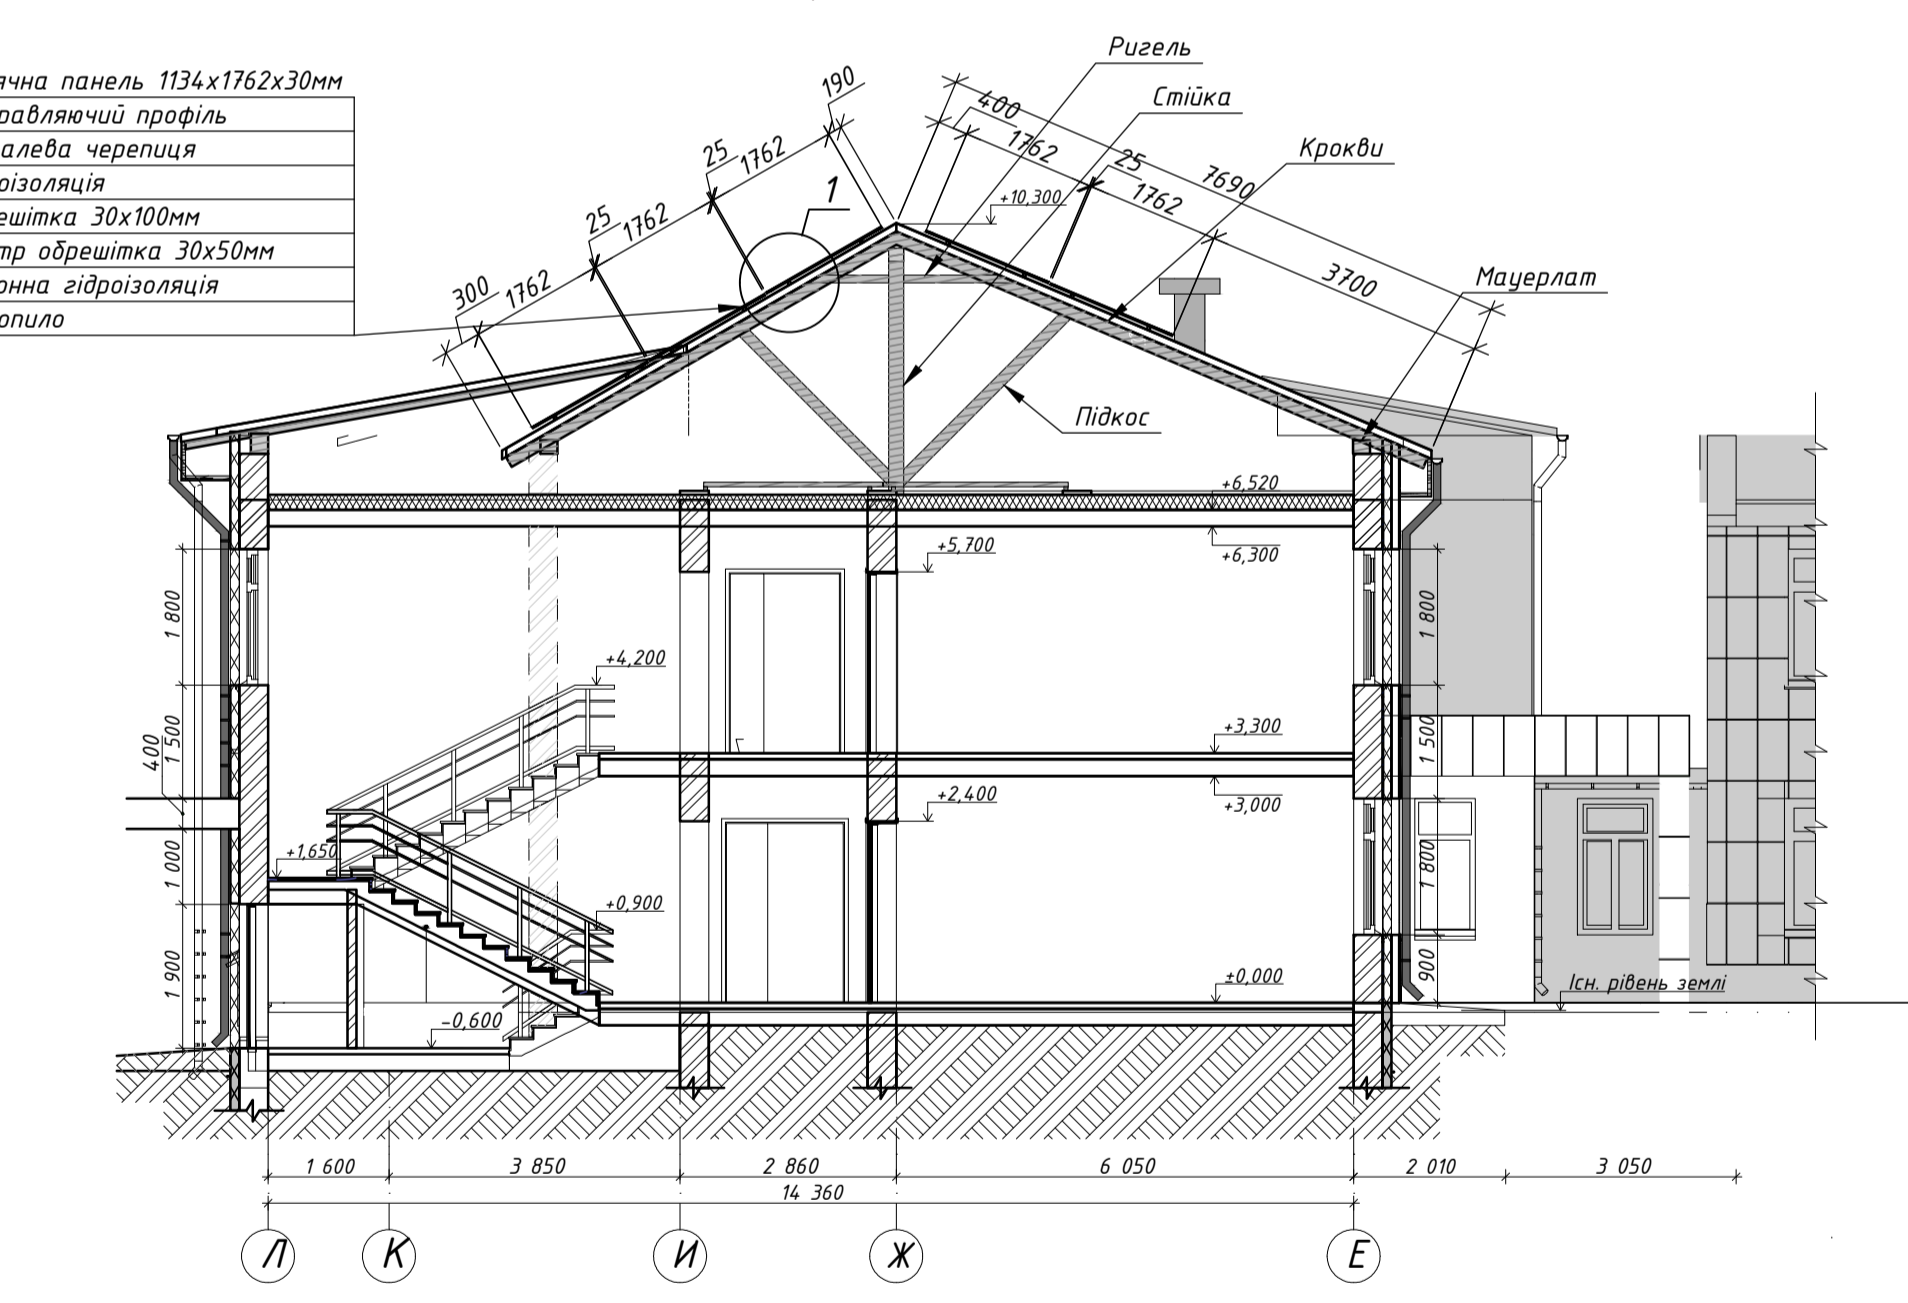 ячна панель 1134х1762х30мм
равляючий профіль
алева черепиця
оізоляція
ешітка 30х100мм
тр обрешітка 30х50мм
онна гідроізоляція
опило
Ригель
Стійка
Крокви
Мауерлат
Підкос
1
190
25
1762
25
1762
300
1762
400
1762
25
1762
7690
3700
+10,300
+6,520
+6,300
+5,700
+4,200
+3,300
+3,000
+2,400
+1,650
+0,900
±0,000
-0,600
Існ. рівень землі
1 800
1 500
400
1 000
1 900
1 800
1 500
1 800
900
1 600
3 850
2 860
6 050
2 010
3 050
14 360
Л
К
И
Ж
Е